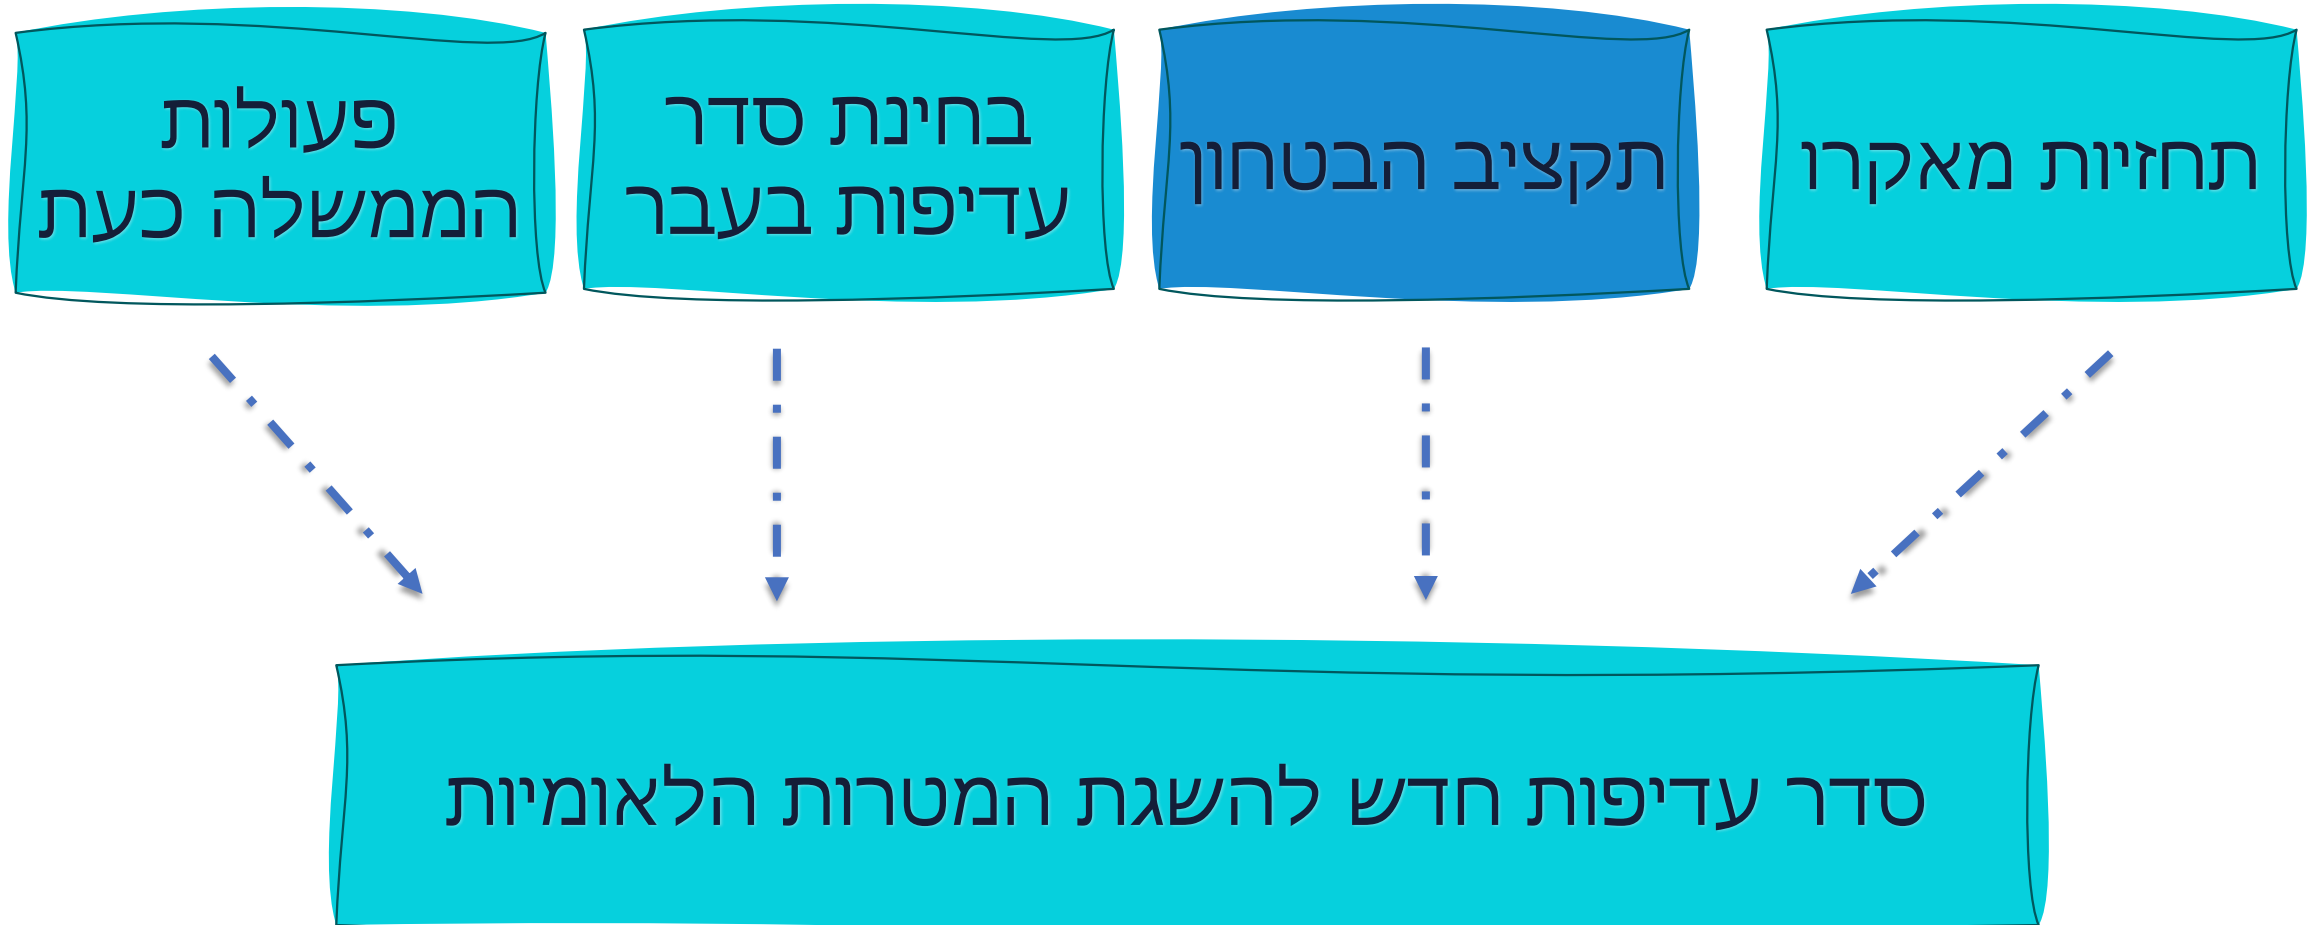 תחזיות מאקרו
תקציב הבטחון
בחינת סדר
עדיפות בעבר
פעולות
הממשלה כעת
סדר עדיפות חדש להשגת המטרות הלאומיות